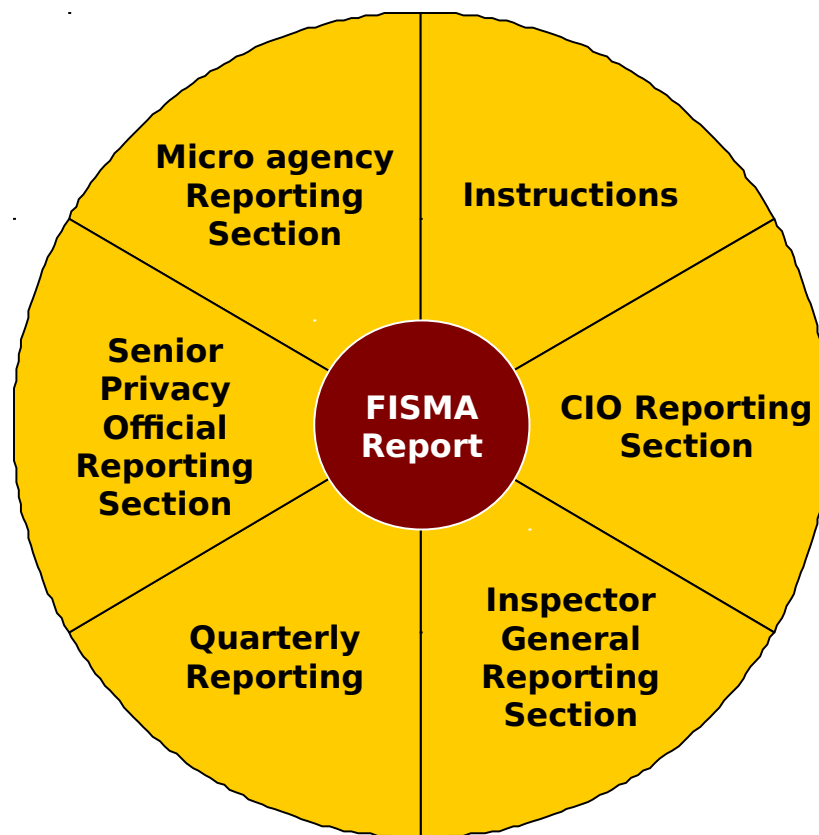 Micro agency
Reporting
Section
Instructions
Senior
Privacy
Official
Reporting
Section
FISMA
Report
CIO Reporting
Section
Quarterly
Reporting
Inspector
General
Reporting
Section